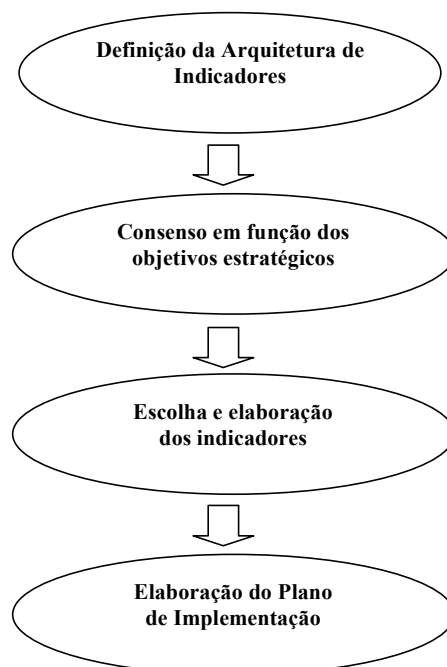 Definição da Arquitetura de
Indicadores
Consenso em função dos
objetivos estratégicos
Escolha e elaboração
dos indicadores
Elaboração do Plano
de Implementação